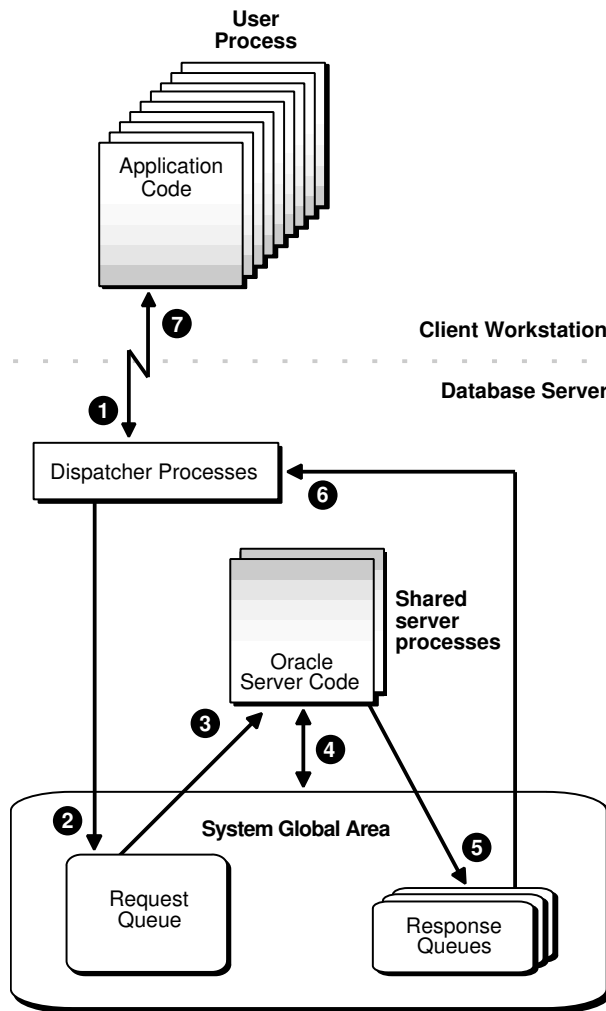 User
Process
Application
Code
7
Client Workstation
Database Server
1
Dispatcher Processes
6
Shared
server
processes
Oracle
Server Code
3
4
2
System Global Area
5
Request
Queue
Response
Queues